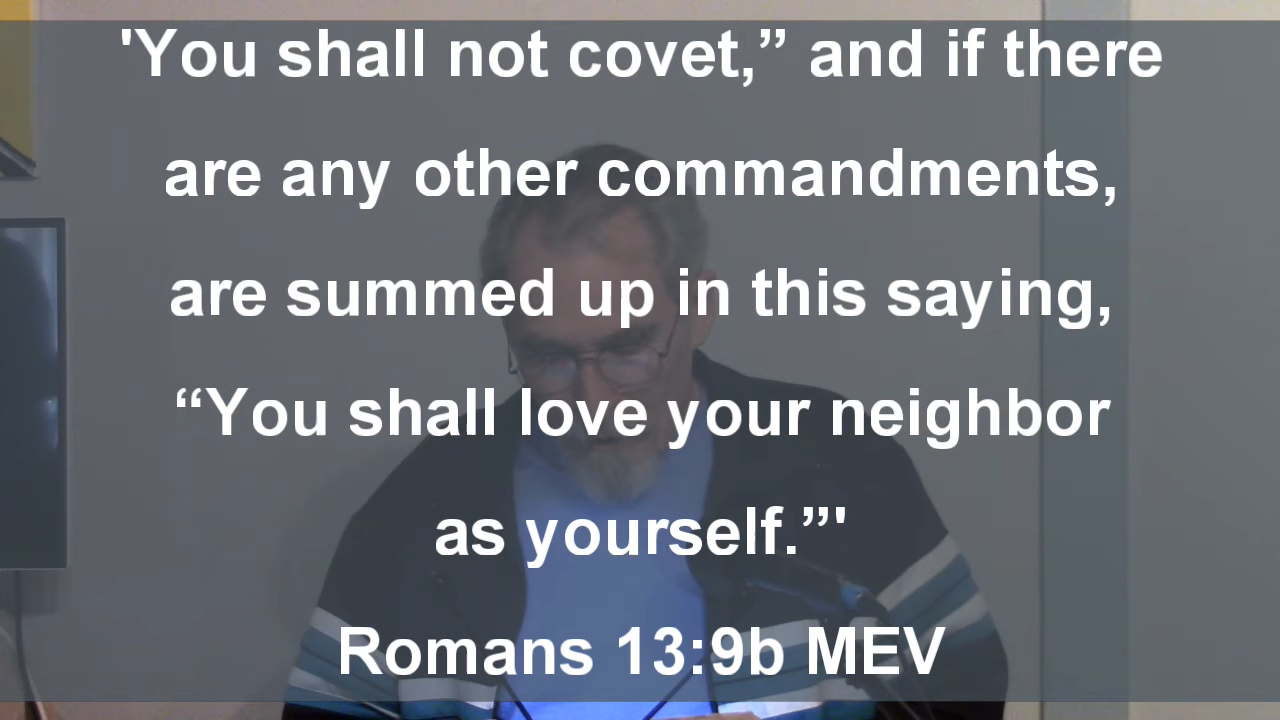 'You shall not covet,” and if there
are any other commandments,
are summed up in this saying,
“You shall love your neighbor
as yourself.”'
Romans 13:9b MEV